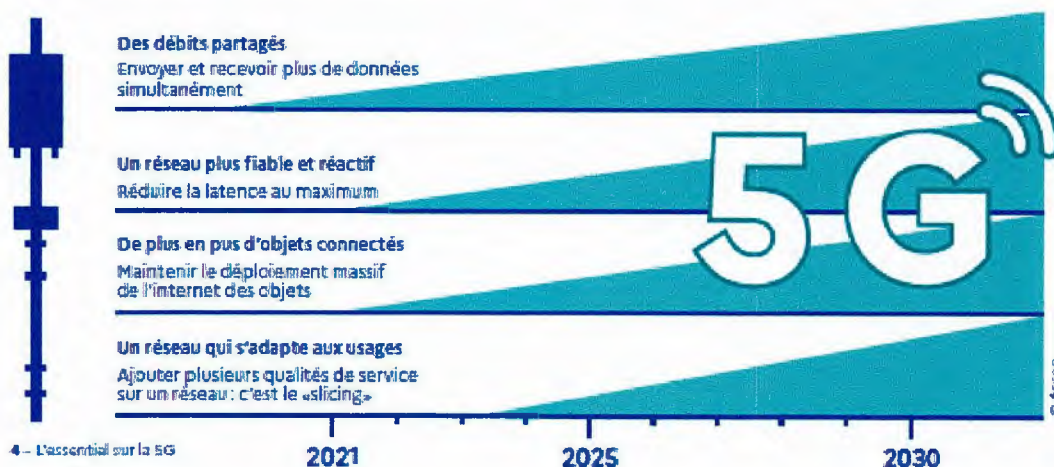 Des débits partagés
Envoyer et recevoir plus de données
simultanément
Un réseau plus fiable et réactif
Réduire la latence au maximum
De plus en pus d'objets connectés
Maintenir le déploiement massif
de l'internet des objets
Un réseau qui s'adapte aux usages
Ajouter plusieurs qualités de service
sur un réseau : c'est le «slicing»
5G
2021
2025
2030
4 – L'essential sur la 5G